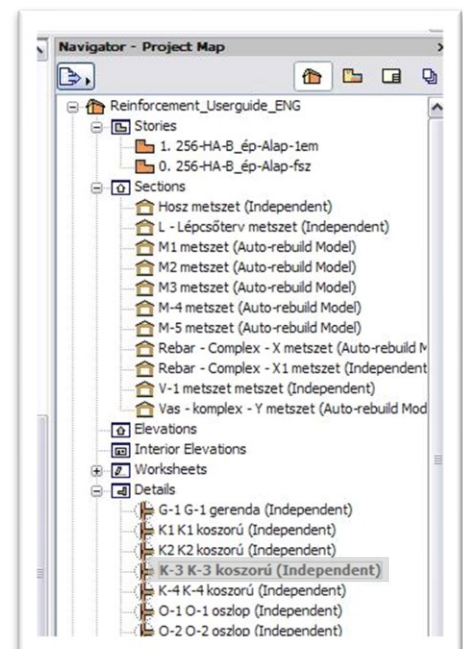 Navigator - Project Map
Reinforcement_Userguide_ENG
Stories
1. 256-HA-B_ép-Alap-1em
0. 256-HA-B_ép-Alap-fsz
Sections
Hosz metszet (Independent)
L - Lépcsőterv metszet (Independent)
M1 metszet (Auto-rebuild Model)
M2 metszet (Auto-rebuild Model)
M3 metszet (Auto-rebuild Model)
M-4 metszet (Auto-rebuild Model)
M-5 metszet (Auto-rebuild Model)
Rebar - Complex - X metszet (Auto-rebuild M
Rebar - Complex - X1 metszet (Independent
V-1 metszet metszet (Independent)
Vas - komplex - Y metszet (Auto-rebuild Mod
Elevations
Interior Elevations
Worksheets
Details
G-1 G-1 gerenda (Independent)
K1 K1 koszorú (Independent)
K2 K2 koszorú (Independent)
K-3 K-3 koszorú (Independent)
K-4 K-4 koszorú (Independent)
O-1 O-1 oszlop (Independent)
O-2 O-2 oszlop (Independent)